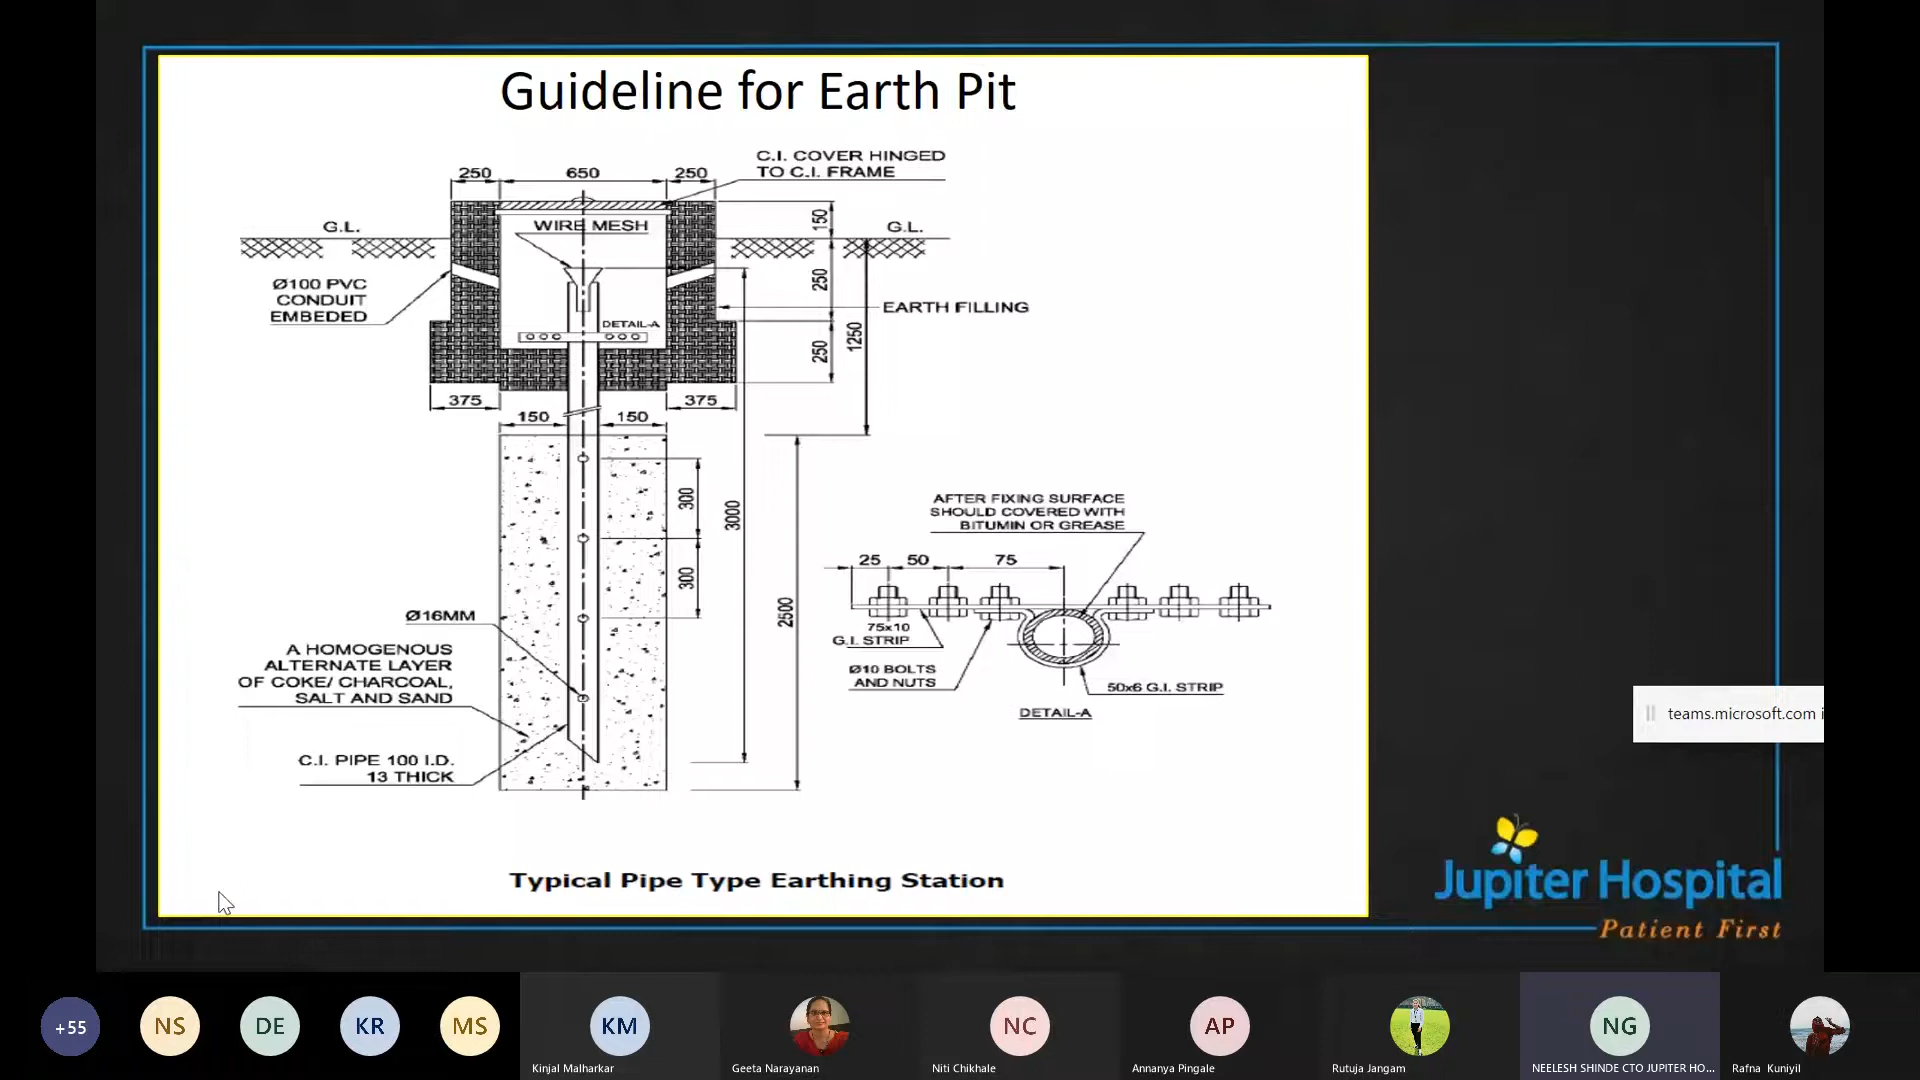 Guideline for Earth Pit
C.I. COVER HINGED
TO C.I. FRAME
250
650
250
WIRE MESH
G.L.
G.L.
150
Ø100 PVC
CONDUIT
EMBEDED
250
EARTH FILLING
DETAIL-A
250
1250
375
375
150
150
300
3000
300
2500
AFTER FIXING SURFACE
SHOULD COVERED WITH
BITUMIN OR GREASE
25
50
75
75x10
G.I. STRIP
Ø10 BOLTS
AND NUTS
50x6 G.I. STRIP
DETAIL-A
Ø16MM
A HOMOGENOUS
ALTERNATE LAYER
OF COKE/ CHARCOAL,
SALT AND SAND
C.I. PIPE 100 I.D.
13 THICK
Typical Pipe Type Earthing Station
teams.microsoft.com i
Jupiter Hospital
Patient First
+55
NS
DE
KR
MS
KM
NC
AP
NG
Kinjal Malharkar
Geeta Narayanan
Niti Chikhale
Annanya Pingale
Rutuja Jangam
NEELESH SHINDE CTO JUPITER HO...
Rafna Kuniyil